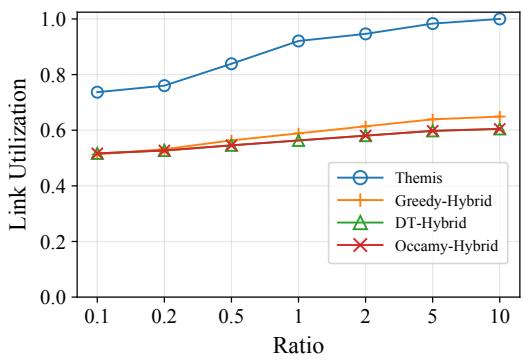 1.0
0.8
0.6
0.4
0.2
0.0
Link Utilization
Themis
Greedy-Hybrid
DT-Hybrid
Occamy-Hybrid
0.1 0.2 0.5 1 2 5 10
Ratio